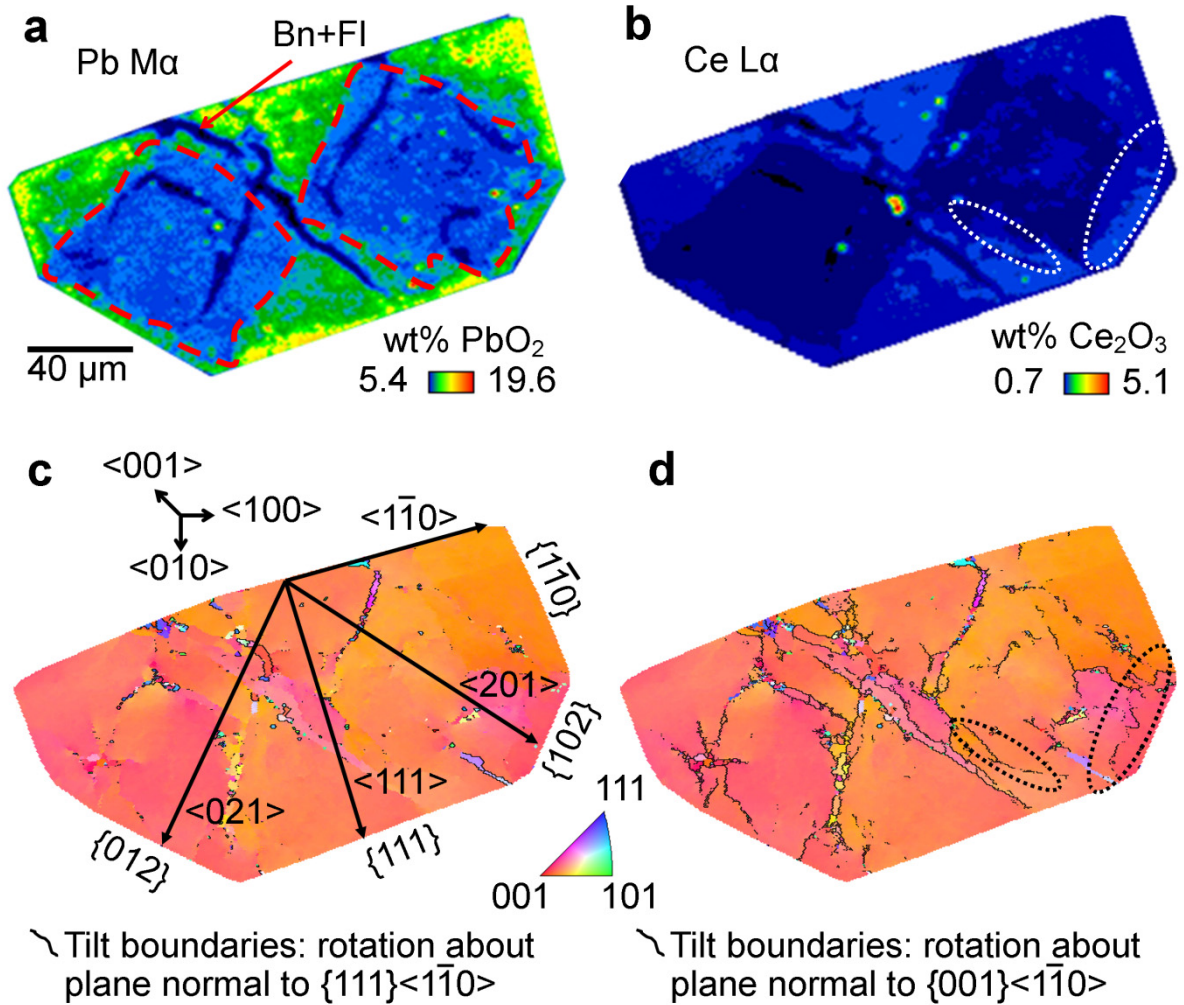 a
Pb Mα
Bn+Fl
40 μm
wt% PbO₂
5.4 19.6
b
Ce Lα
wt% Ce₂O₃
0.7 5.1
c
<001>
<100>
<010>
<11̅0>
{11̅0}
<201>
{102}
<111>
{111}
<021>
{012}
111
001 101
Tilt boundaries: rotation about
plane normal to {111}<11̅0>
d
Tilt boundaries: rotation about
plane normal to {001}<11̅0>